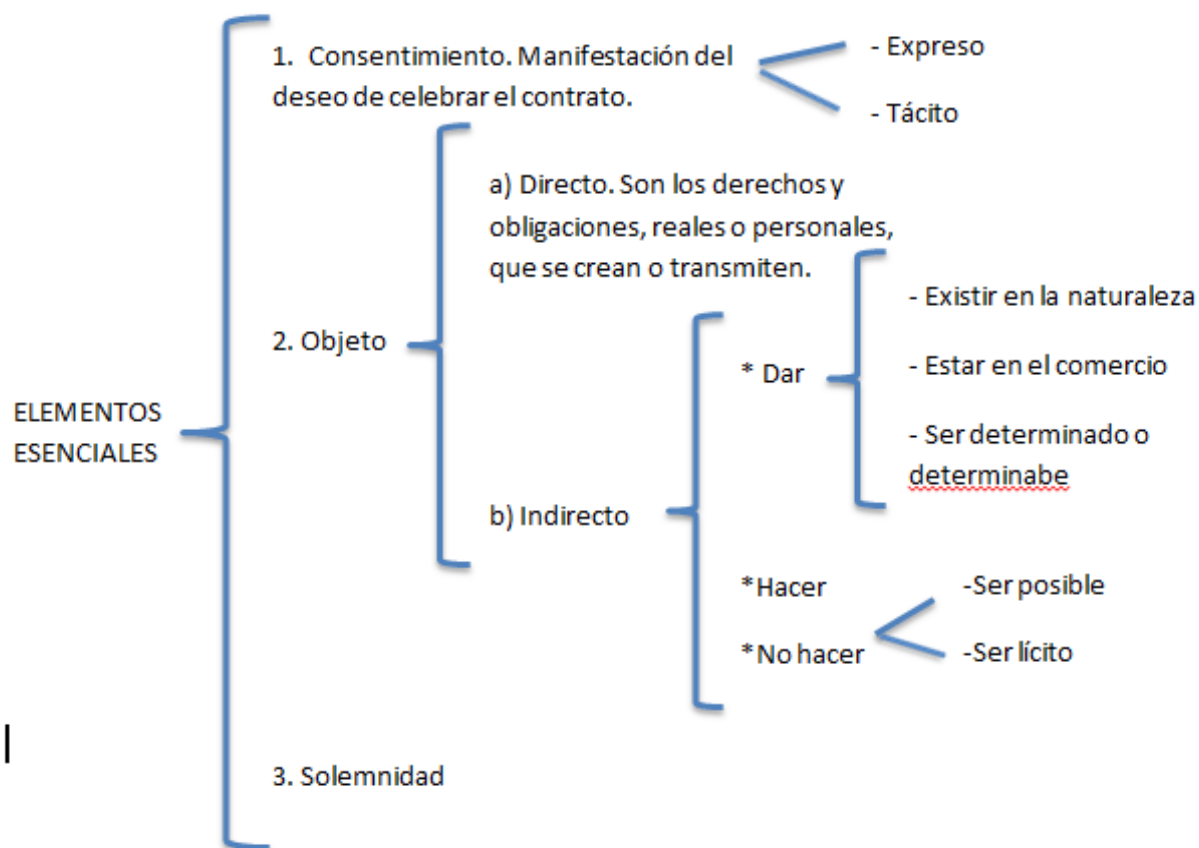 1. Consentimiento. Manifestación del
deseo de celebrar el contrato.
- Expreso
- Tácito
a) Directo. Son los derechos y
obligaciones, reales o personales,
que se crean o transmiten.
2. Objeto
* Dar
- Existir en la naturaleza
- Estar en el comercio
- Ser determinado o
determinabe
ELEMENTOS
ESENCIALES
b) Indirecto
*Hacer
*No hacer
-Ser posible
-Ser lícito
3. Solemnidad